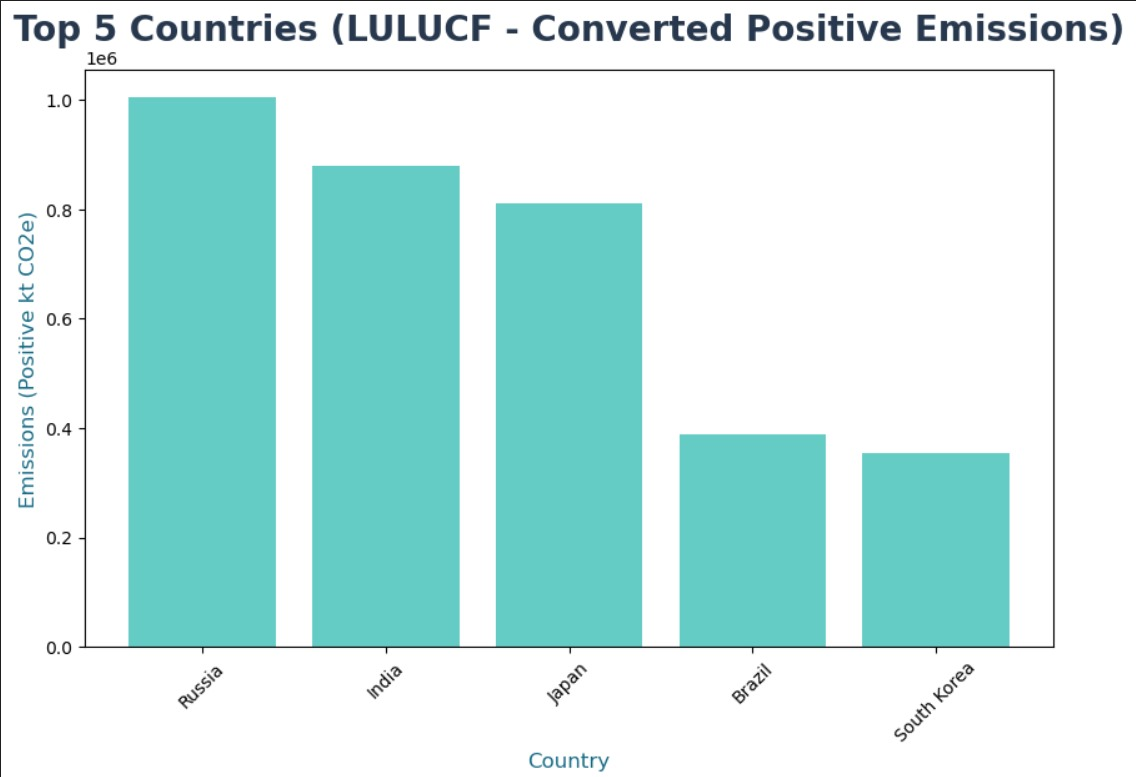 Top 5 Countries (LULUCF - Converted Positive Emissions)
1e6
1.0
0.8
0.6
0.4
0.2
0.0
Emissions (Positive kt CO2e)
Russia
India
Japan
Brazil
South Korea
Country